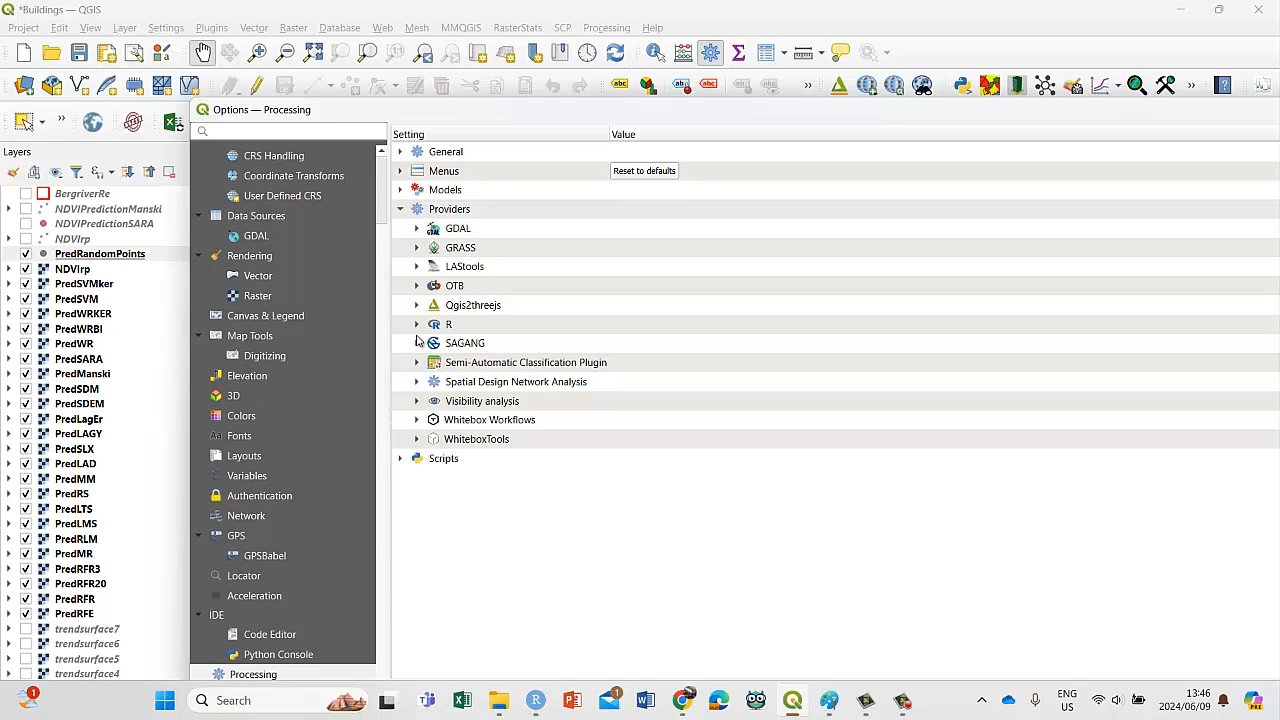 *Buildings — QGIS
Project Edit View Layer Settings Plugins Vector Raster Database Web Mesh MMQGIS RasterStats SCP Processing Help
Options — Processing
Layers
BergriverRe
NDVIPredictionManski
NDVIPredictionSARA
NDVIrp
PredRandomPoints
NDVIrp
PredSVMker
PredSVM
PredWRKER
PredWRBI
PredWR
PredSARA
PredManski
PredSDM
PredSDEM
PredLagEr
PredLAGY
PredSLX
PredLAD
PredMM
PredRS
PredLTS
PredLMS
PredRLM
PredMR
PredRFR3
PredRFR20
PredRFR
PredRFE
trendsurface7
trendsurface6
trendsurface5
trendsurface4
CRS Handling
Coordinate Transforms
User Defined CRS
Data Sources
GDAL
Rendering
Vector
Raster
Canvas & Legend
Map Tools
Digitizing
Elevation
3D
Colors
Fonts
Layouts
Variables
Authentication
Network
GPS
GPSBabel
Locator
Acceleration
IDE
Code Editor
Python Console
Processing
Setting Value
General
Menus Reset to defaults
Models
Providers
GDAL
GRASS
LAStools
OTB
Qgis2threejs
R
SAGANG
Semi-Automatic Classification Plugin
Spatial Design Network Analysis
Visibility analysis
Whitebox Workflows
WhiteboxTools
Scripts
Search
ENG
US
13:46
2024/06/09